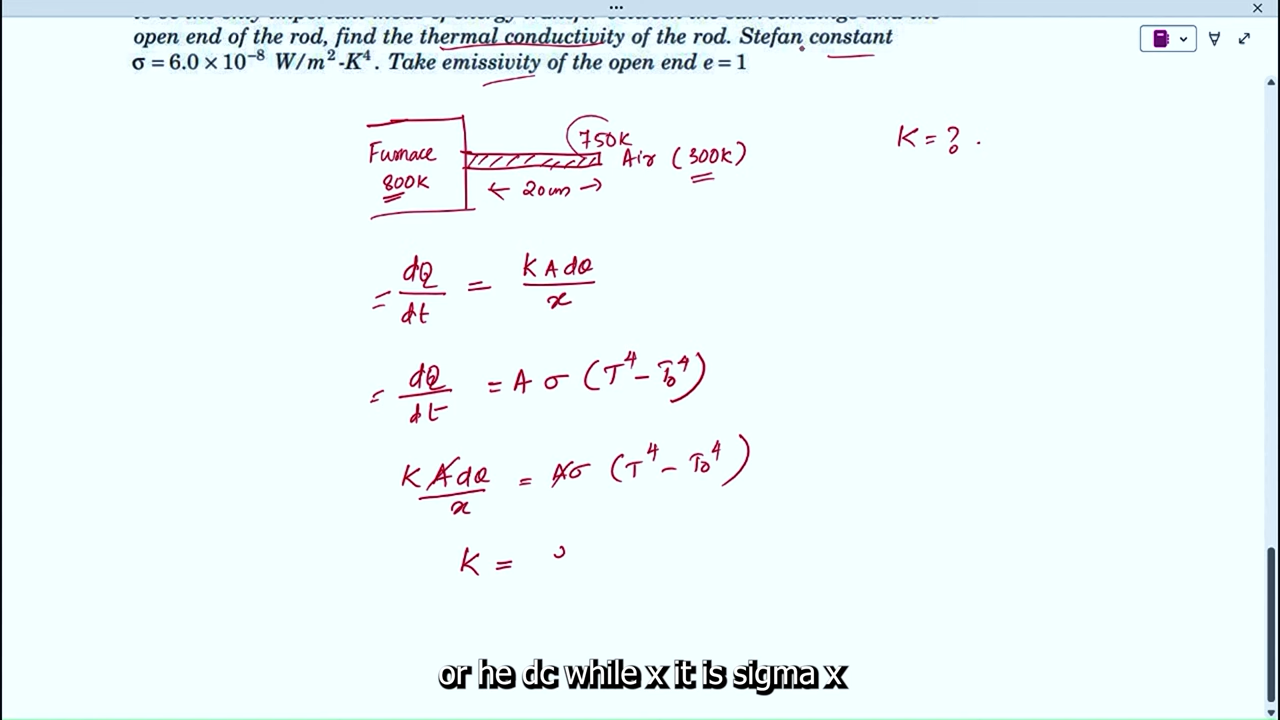 open end of the rod, find the thermal conductivity of the rod. Stefan constant
σ = 6.0 × 10⁻⁸ W/m²-K⁴. Take emissivity of the open end e = 1
Furnace
800K
750K
Air (300K)
← 20cm →
K = ?
= dQ/dt = KAdθ/x
= dQ/dt = Aσ (T⁴ - T₀⁴)
KAdθ/x = Aσ (T⁴ - T₀⁴)
K =
or he dc while x it is sigma x